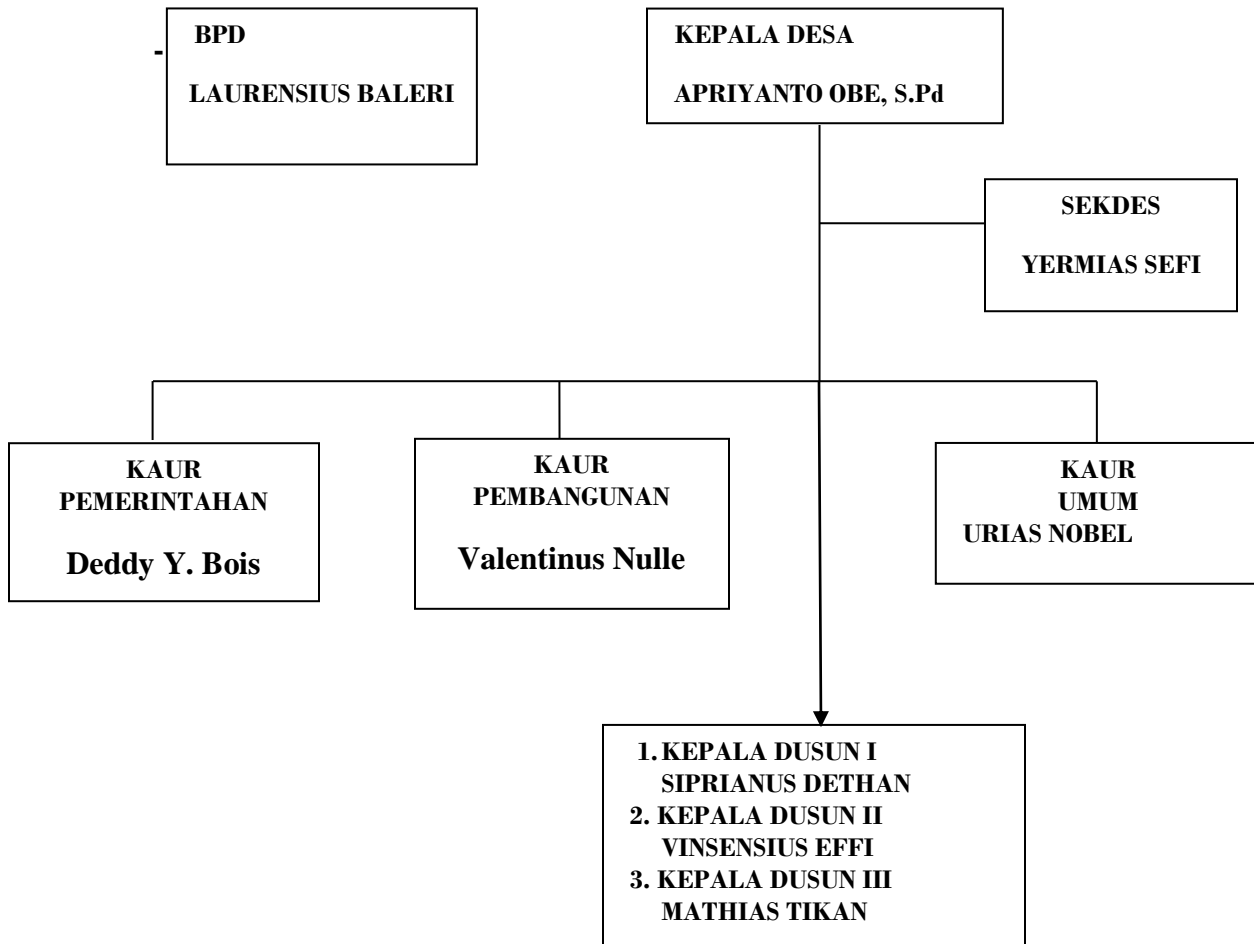 -
BPD
LAURENSIUS BALERI
KEPALA DESA
APRIYANTO OBE, S.Pd
SEKDES
YERMIAS SEFI
KAUR
PEMERINTAHAN
Deddy Y. Bois
KAUR
PEMBANGUNAN
Valentinus Nulle
KAUR
UMUM
URIAS NOBEL
1. KEPALA DUSUN I
SIPRIANUS DETHAN
2. KEPALA DUSUN II
VINSENSIUS EFFI
3. KEPALA DUSUN III
MATHIAS TIKAN